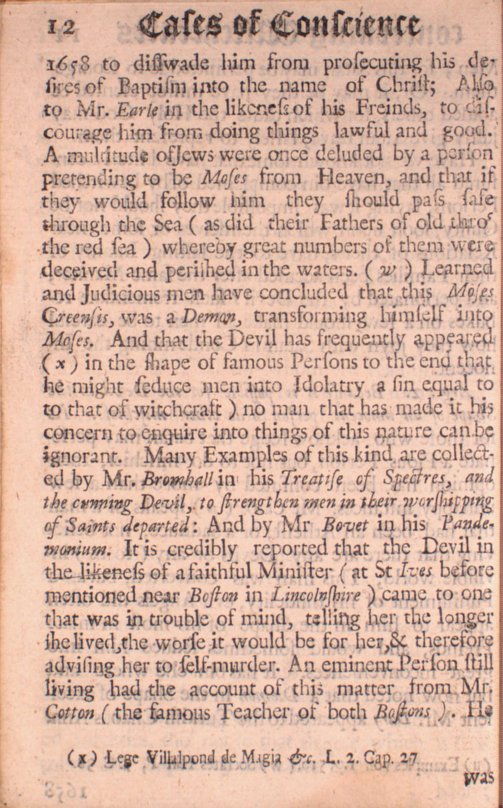 12 Caſes of Conſcience
1658 to diſſwade him from proſecuting his de-
ſires of Baptiſm into the name of Chriſt; Alſo
to Mr. Earle in the likeneſs of his Freinds, to diſ-
courage him from doing things lawful and good.
A multitude of Jews were once deluded by a perſon
pretending to be Moſes from Heaven, and that if
they would follow him they ſhould paſs ſafe
through the Sea ( as did their Fathers of old thro'
the red ſea ) whereby great numbers of them were
deceived and periſhed in the waters. ( w ) Learned
and Judicious men have concluded that this Moſes
Creenſis, was a Demon, transforming himſelf into
Moſes. And that the Devil has frequently appeared
( x ) in the ſhape of famous Perſons to the end that
he might ſeduce men into Idolatry a ſin equal to
to that of witchcraft ) no man that has made it his
concern to enquire into things of this nature can be
ignorant. Many Examples of this kind are collect-
ed by Mr. Bromhall in his Treatiſe of Spectres, and
the cunning Devil, to ſtrengthen men in their worſhipping
of Saints departed: And by Mr Bovet in his Pande-
monium. It is credibly reported that the Devil in
the likeneſs of a faithful Miniſter ( at St Ives before
mentioned near Boſton in Lincolnſhire ) came to one
that was in trouble of mind, telling her the longer
ſhe lived, the worſe it would be for her, & therefore
adviſing her to ſelf-murder. An eminent Perſon ſtill
living had the account of this matter from Mr.
Cotton ( the famous Teacher of both Boſtons ). He
(x) Lege Villalpond de Magia &c. L. 2. Cap. 27
was